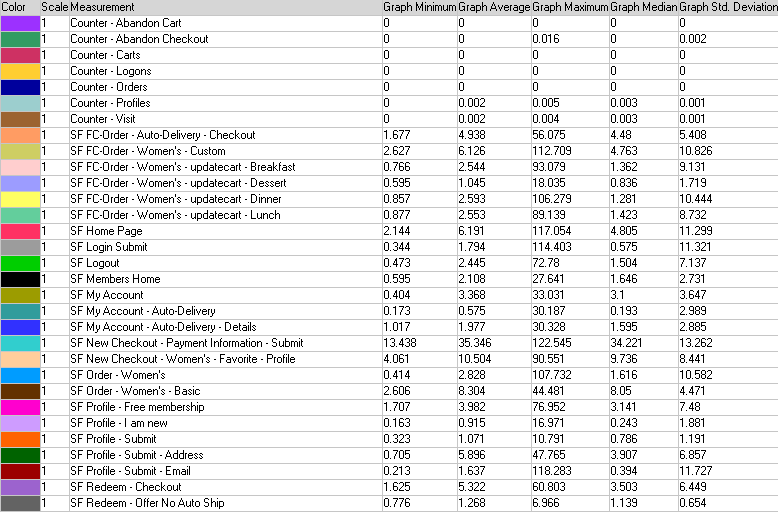 Color Scale Measurement Graph Minimum Graph Average Graph Maximum Graph Median Graph Std. Deviation
1 Counter - Abandon Cart 0 0 0 0 0
1 Counter - Abandon Checkout 0 0 0.016 0 0.002
1 Counter - Carts 0 0 0 0 0
1 Counter - Logons 0 0 0 0 0
1 Counter - Orders 0 0 0 0 0
1 Counter - Profiles 0 0.002 0.005 0.003 0.001
1 Counter - Visit 0 0.002 0.004 0.003 0.001
1 SF FC-Order - Auto-Delivery - Checkout 1.677 4.938 56.075 4.48 5.408
1 SF FC-Order - Women's - Custom 2.627 6.126 112.709 4.763 10.826
1 SF FC-Order - Women's - updatecart - Breakfast 0.766 2.544 93.079 1.362 9.131
1 SF FC-Order - Women's - updatecart - Dessert 0.595 1.045 18.035 0.836 1.719
1 SF FC-Order - Women's - updatecart - Dinner 0.857 2.593 106.279 1.281 10.444
1 SF FC-Order - Women's - updatecart - Lunch 0.877 2.553 89.139 1.423 8.732
1 SF Home Page 2.144 6.191 117.054 4.805 11.299
1 SF Login Submit 0.344 1.794 114.403 0.575 11.321
1 SF Logout 0.473 2.445 72.78 1.504 7.137
1 SF Members Home 0.595 2.108 27.641 1.646 2.731
1 SF My Account 0.404 3.368 33.031 3.1 3.647
1 SF My Account - Auto-Delivery 0.173 0.575 30.187 0.193 2.989
1 SF My Account - Auto-Delivery - Details 1.017 1.977 30.328 1.595 2.885
1 SF New Checkout - Payment Information - Submit 13.438 35.346 122.545 34.221 13.262
1 SF New Checkout - Women's - Favorite - Profile 4.061 10.504 90.551 9.736 8.441
1 SF Order - Women's 0.414 2.828 107.732 1.616 10.582
1 SF Order - Women's - Basic 2.606 8.304 44.481 8.05 4.471
1 SF Profile - Free membership 1.707 3.982 76.952 3.141 7.48
1 SF Profile - I am new 0.163 0.915 16.971 0.243 1.881
1 SF Profile - Submit 0.323 1.071 10.791 0.786 1.191
1 SF Profile - Submit - Address 0.705 5.896 47.765 3.907 6.857
1 SF Profile - Submit - Email 0.213 1.637 118.283 0.394 11.727
1 SF Redeem - Checkout 1.625 5.322 60.803 3.503 6.449
1 SF Redeem - Offer No Auto Ship 0.776 1.268 6.966 1.139 0.654